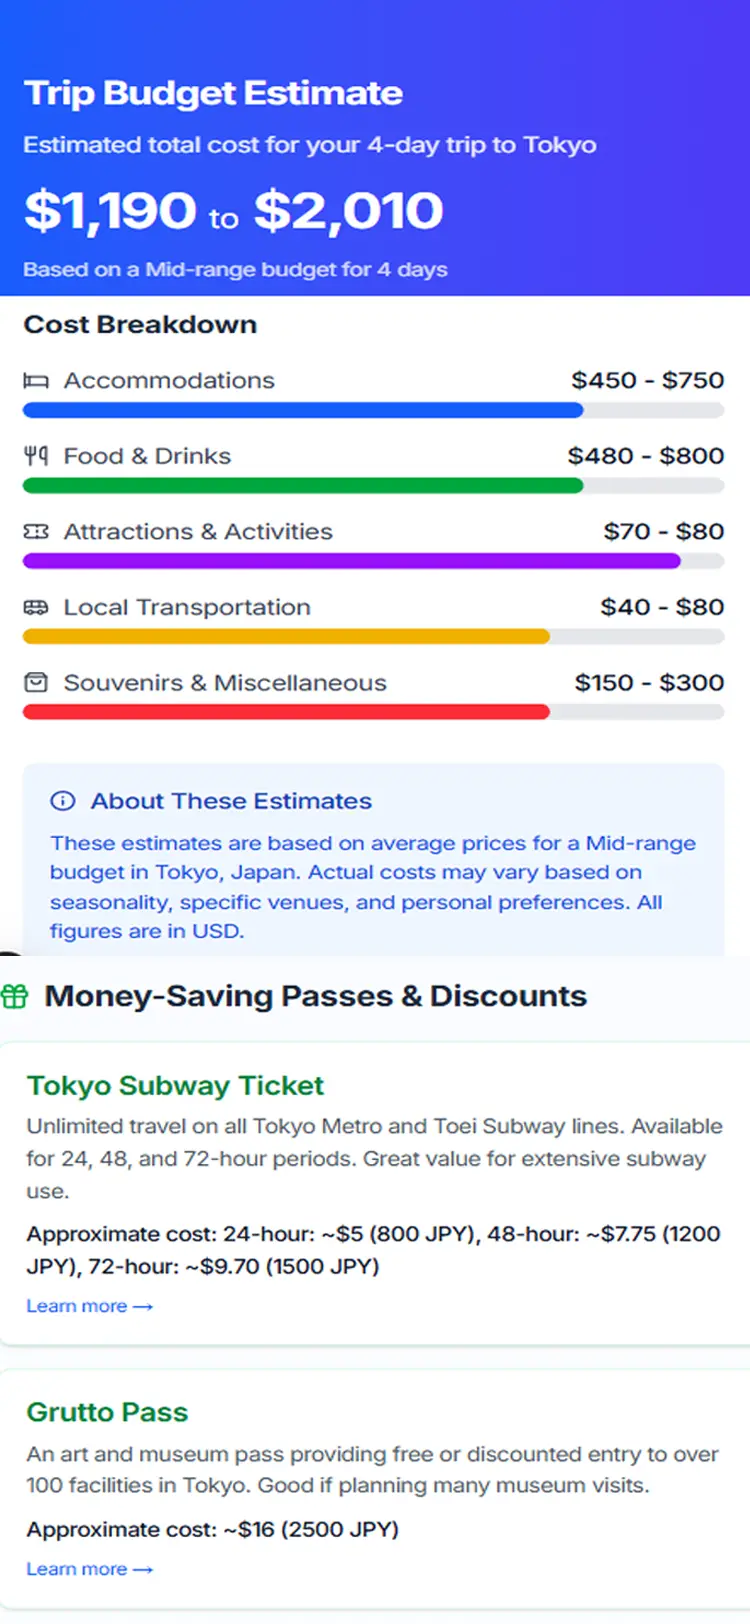 Trip Budget Estimate
Estimated total cost for your 4-day trip to Tokyo
$1,190 to $2,010
Based on a Mid-range budget for 4 days
Cost Breakdown
Accommodations $450 - $750
Food & Drinks $480 - $800
Attractions & Activities $70 - $80
Local Transportation $40 - $80
Souvenirs & Miscellaneous $150 - $300
About These Estimates
These estimates are based on average prices for a Mid-range
budget in Tokyo, Japan. Actual costs may vary based on
seasonality, specific venues, and personal preferences. All
figures are in USD.
Money-Saving Passes & Discounts
Tokyo Subway Ticket
Unlimited travel on all Tokyo Metro and Toei Subway lines. Available
for 24, 48, and 72-hour periods. Great value for extensive subway
use.
Approximate cost: 24-hour: ~$5 (800 JPY), 48-hour: ~$7.75 (1200
JPY), 72-hour: ~$9.70 (1500 JPY)
Learn more →
Grutto Pass
An art and museum pass providing free or discounted entry to over
100 facilities in Tokyo. Good if planning many museum visits.
Approximate cost: ~$16 (2500 JPY)
Learn more →